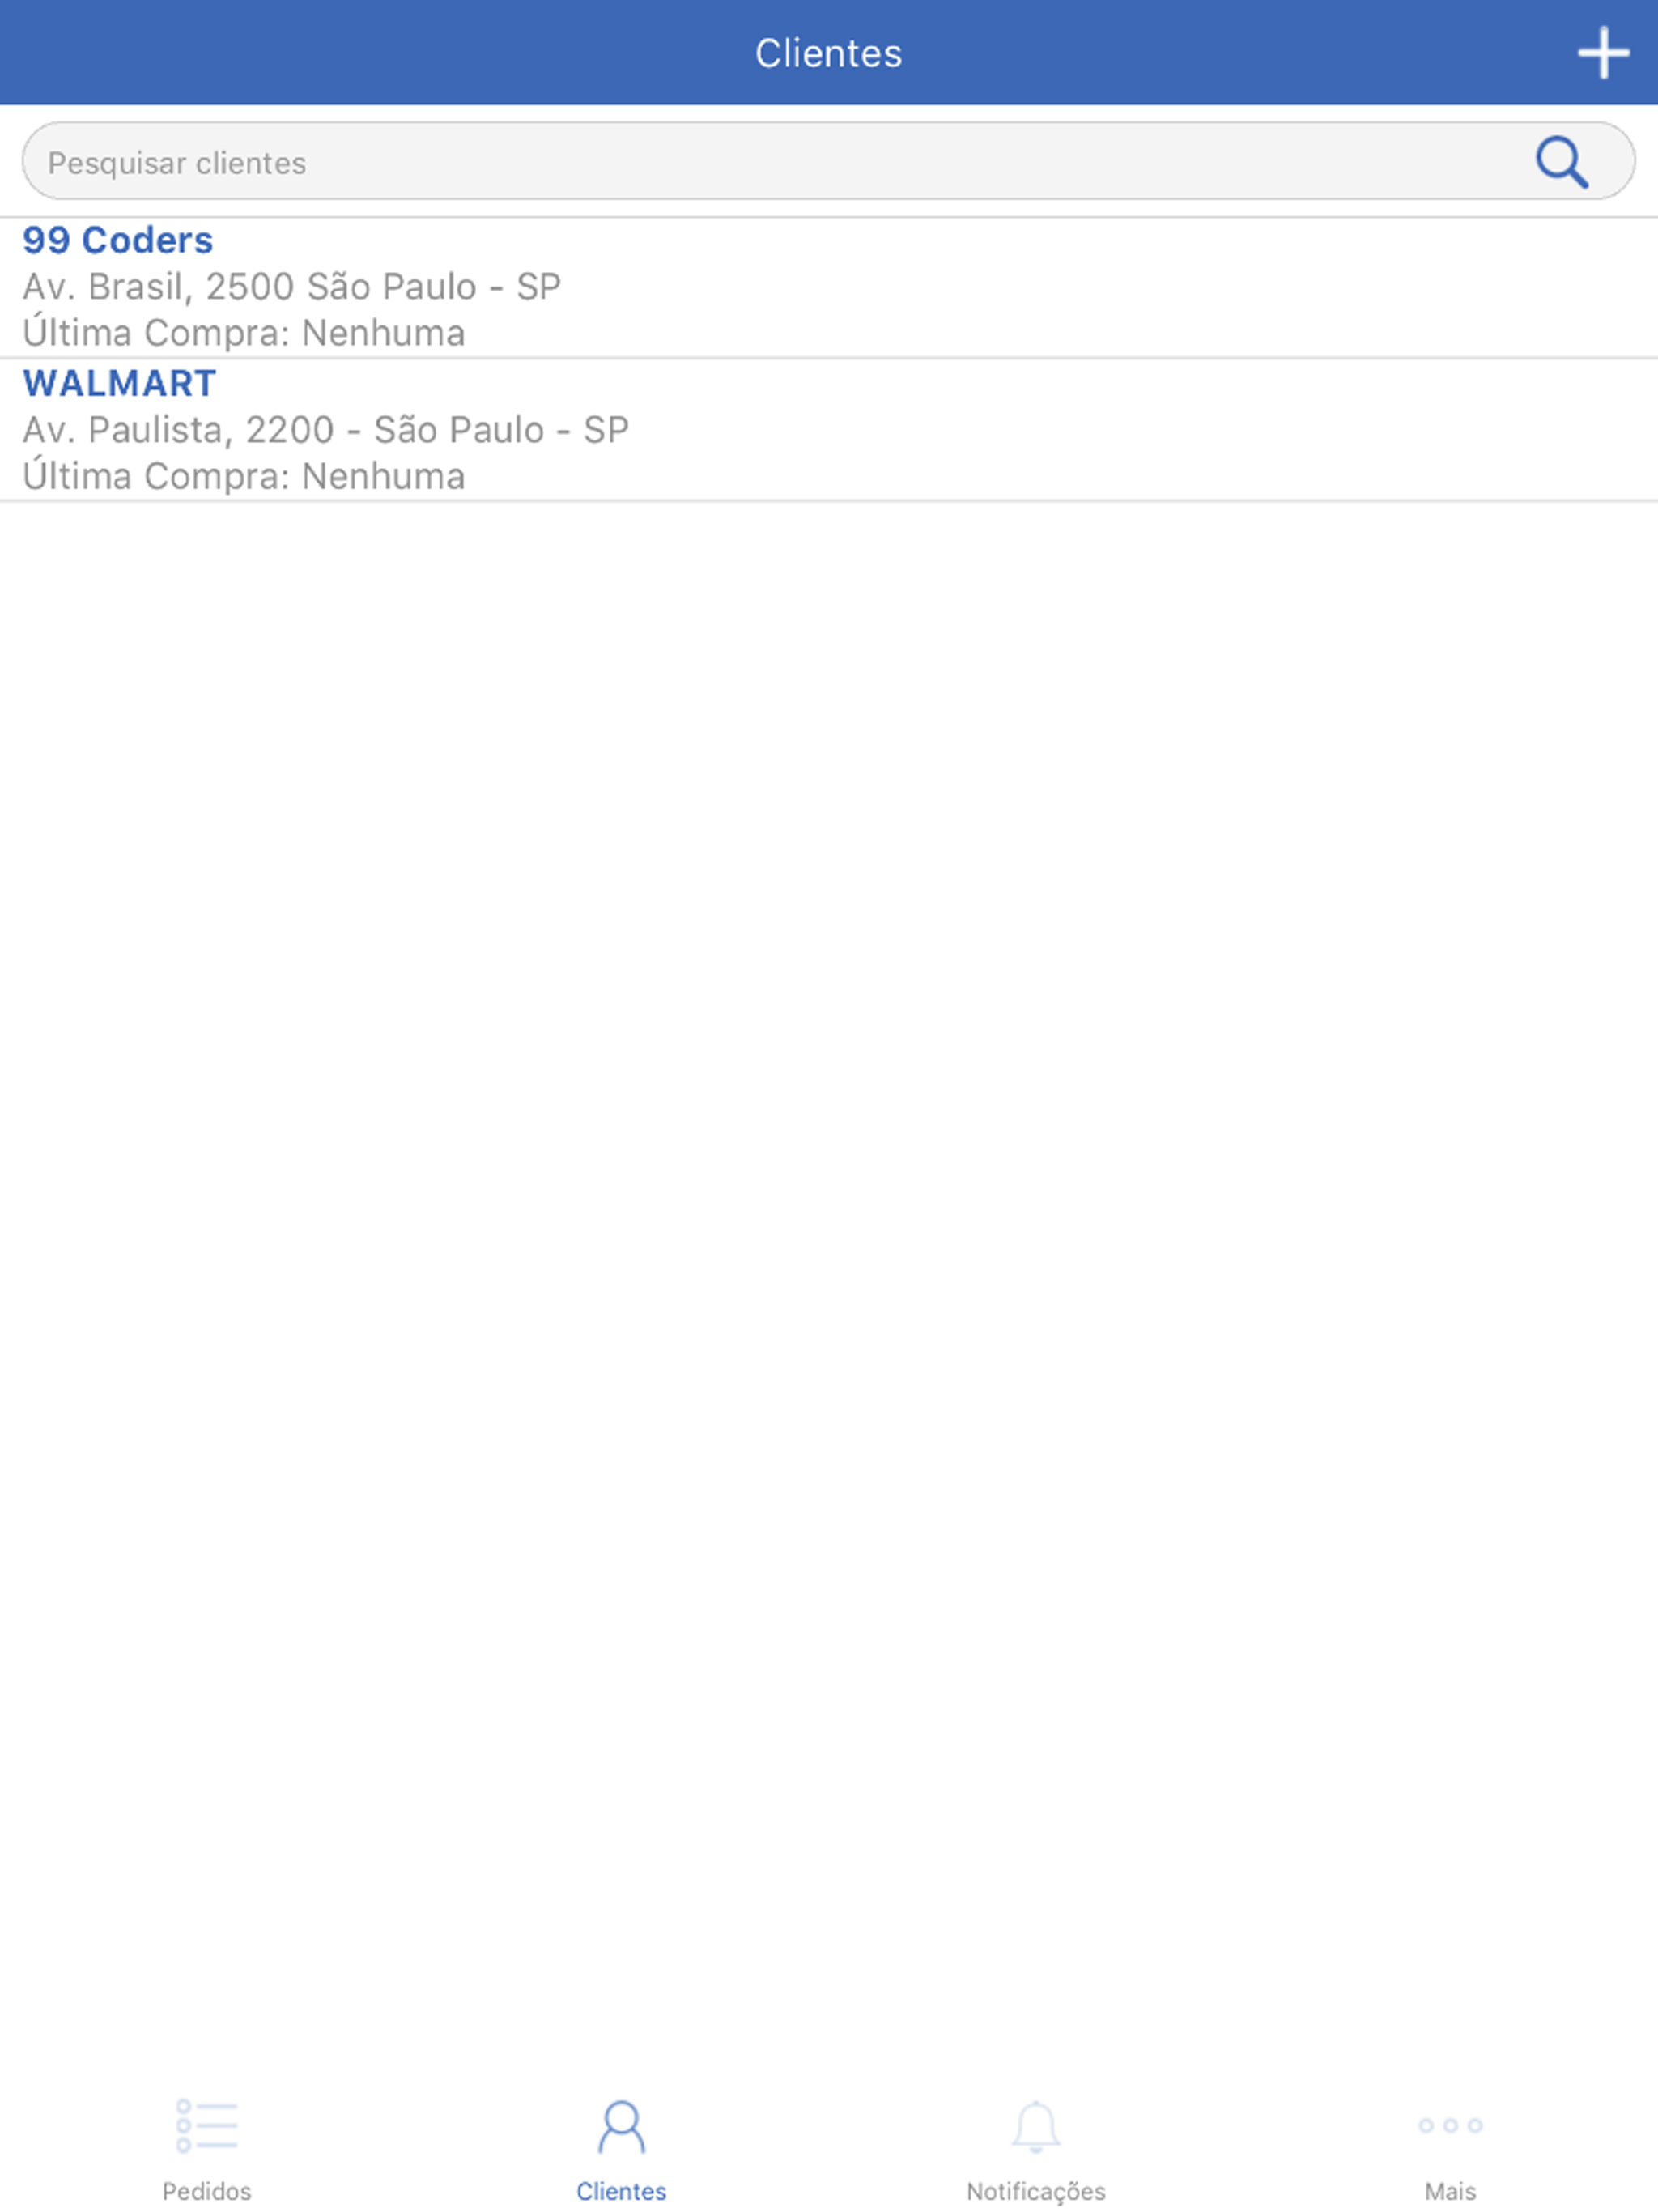 Clientes
Pesquisar clientes
99 Coders
Av. Brasil, 2500 São Paulo - SP
Última Compra: Nenhuma
WALMART
Av. Paulista, 2200 - São Paulo - SP
Última Compra: Nenhuma
Pedidos
Clientes
Notificações
Mais